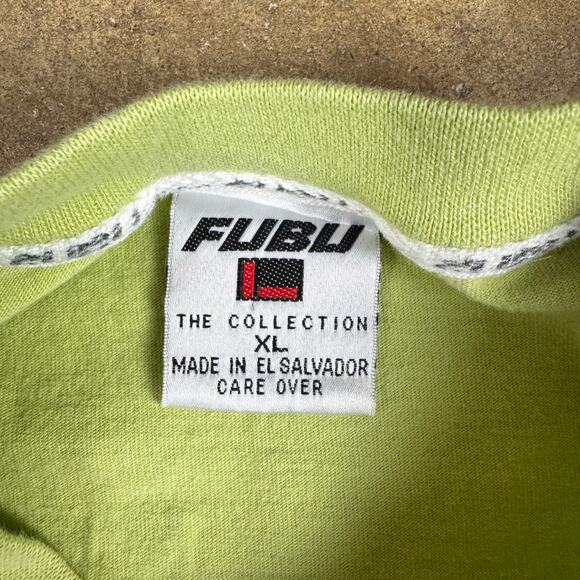 FUBU
THE COLLECTION
XL
MADE IN EL SALVADOR
CARE OVER